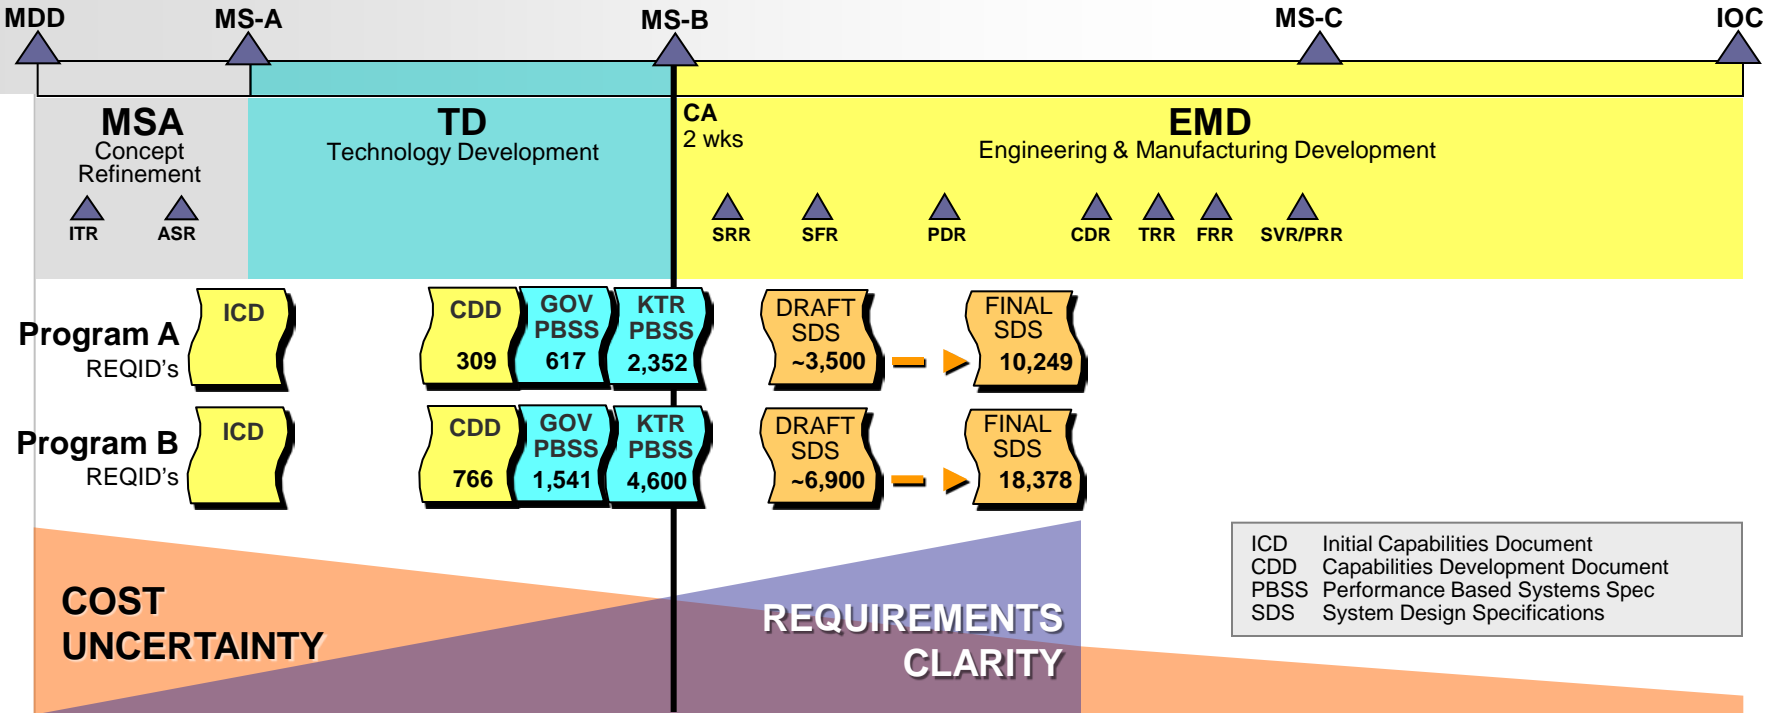 MDD MS-A MS-B MS-C IOC
MSA
Concept
Refinement
ITR ASR
TD
Technology Development
CA
2 wks
EMD
Engineering & Manufacturing Development
SRR SFR PDR CDR TRR FRR SVR/PRR
Program A
REQID's
ICD
CDD
309
GOV
PBSS
617
KTR
PBSS
2,352
DRAFT
SDS
~3,500
FINAL
SDS
10,249
Program B
REQID's
ICD
CDD
766
GOV
PBSS
1,541
KTR
PBSS
4,600
DRAFT
SDS
~6,900
FINAL
SDS
18,378
COST
UNCERTAINTY
REQUIREMENTS
CLARITY
ICD Initial Capabilities Document
CDD Capabilities Development Document
PBSS Performance Based Systems Spec
SDS System Design Specifications